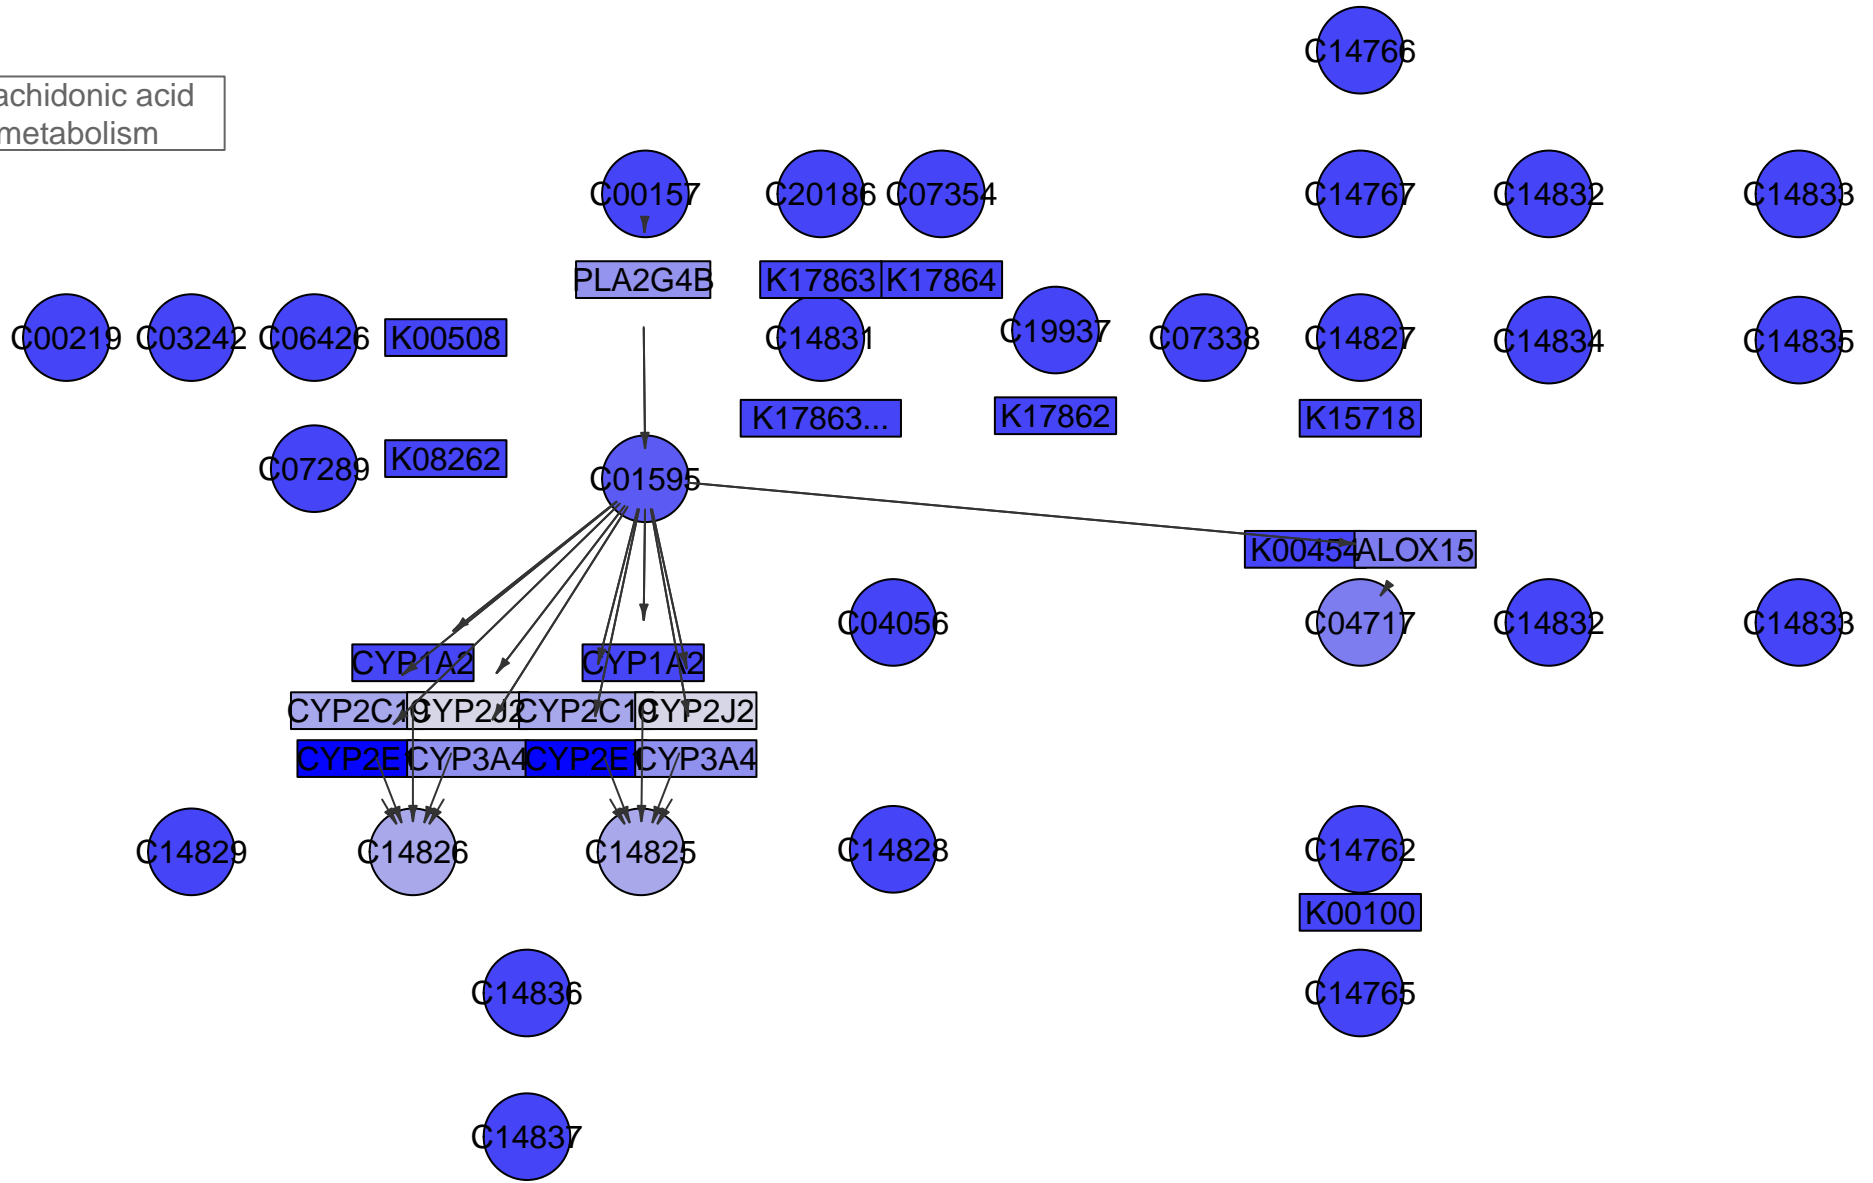 C14766
achidonic acid
metabolism
C00157
C20186
C07354
C14767
C14832
C14833
PLA2G4B
K17863
K17864
C00219
C03242
C06426
K00508
C14831
C19937
C07338
C14827
C14834
C14835
K17863...
K17862
K15718
C07289
K08262
C01595
K00454
ALOX15
C04056
C04717
C14832
C14833
CYP1A2
CYP1A2
CYP2C19
CYP2J2
CYP2C19
CYP2J2
CYP2E
CYP3A4
CYP2E
CYP3A4
C14829
C14826
C14825
C14828
C14762
K00100
C14836
C14765
C14837